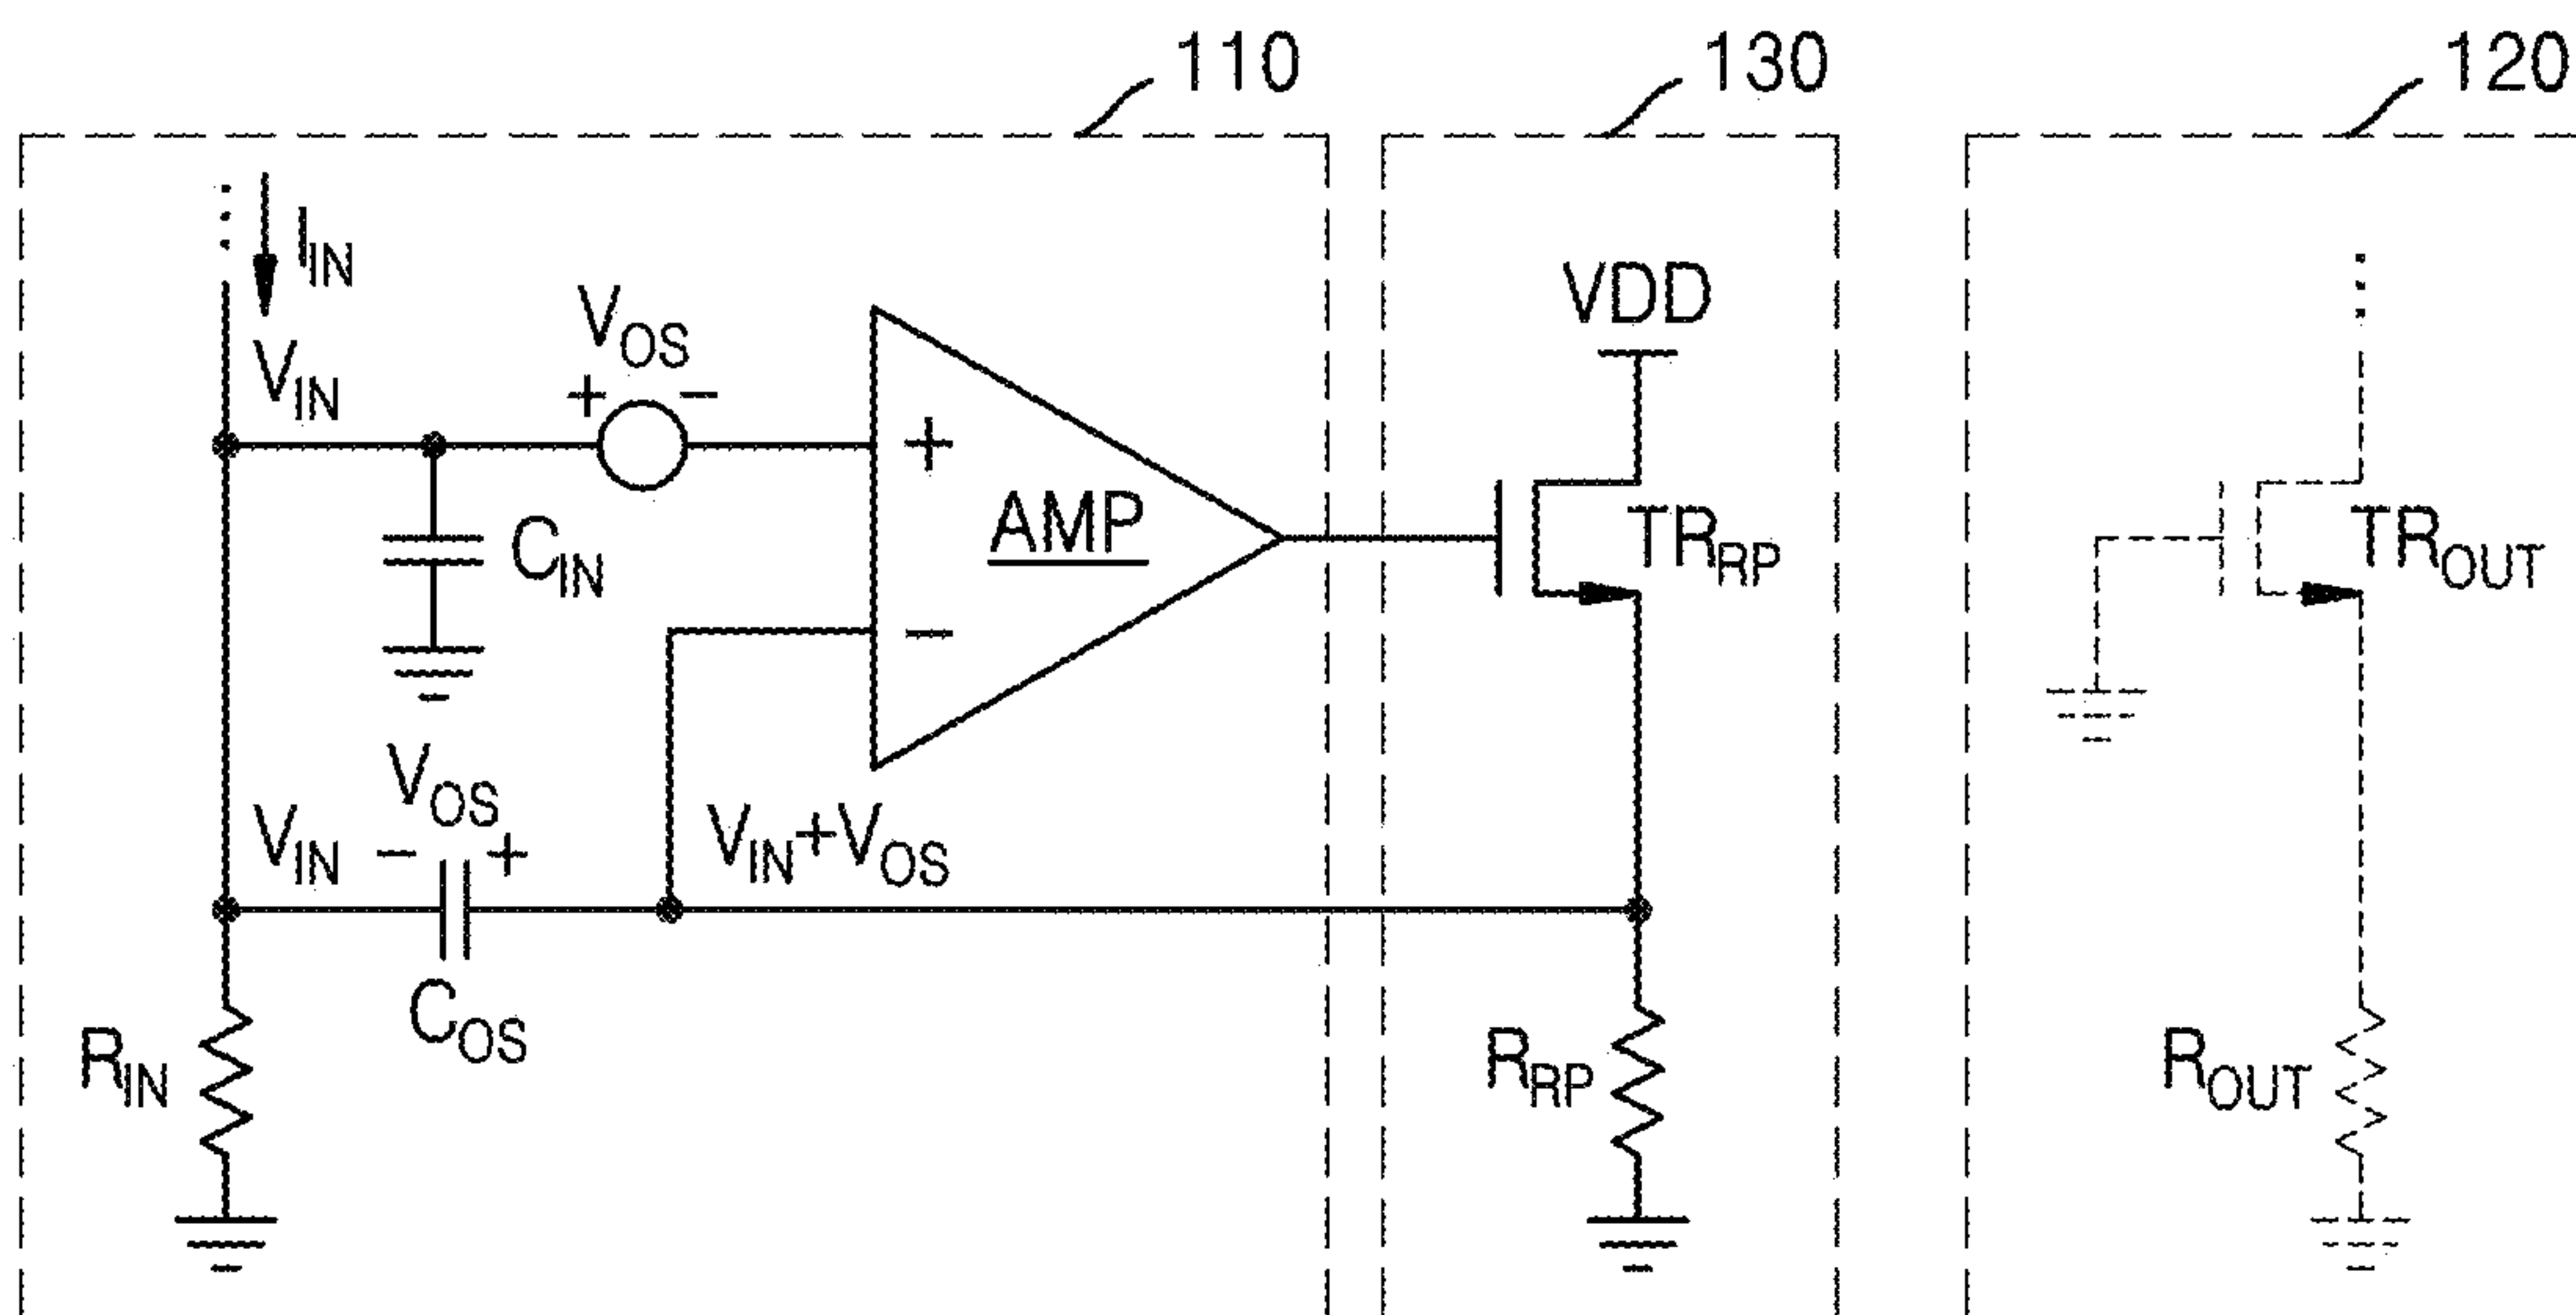 110
130
120
I_IN
V_IN
V_OS
+ −
+
AMP
−
C_IN
VDD
TR_RP
TR_OUT
V_OS
V_IN
− +
V_IN+V_OS
C_OS
R_IN
R_RP
R_OUT